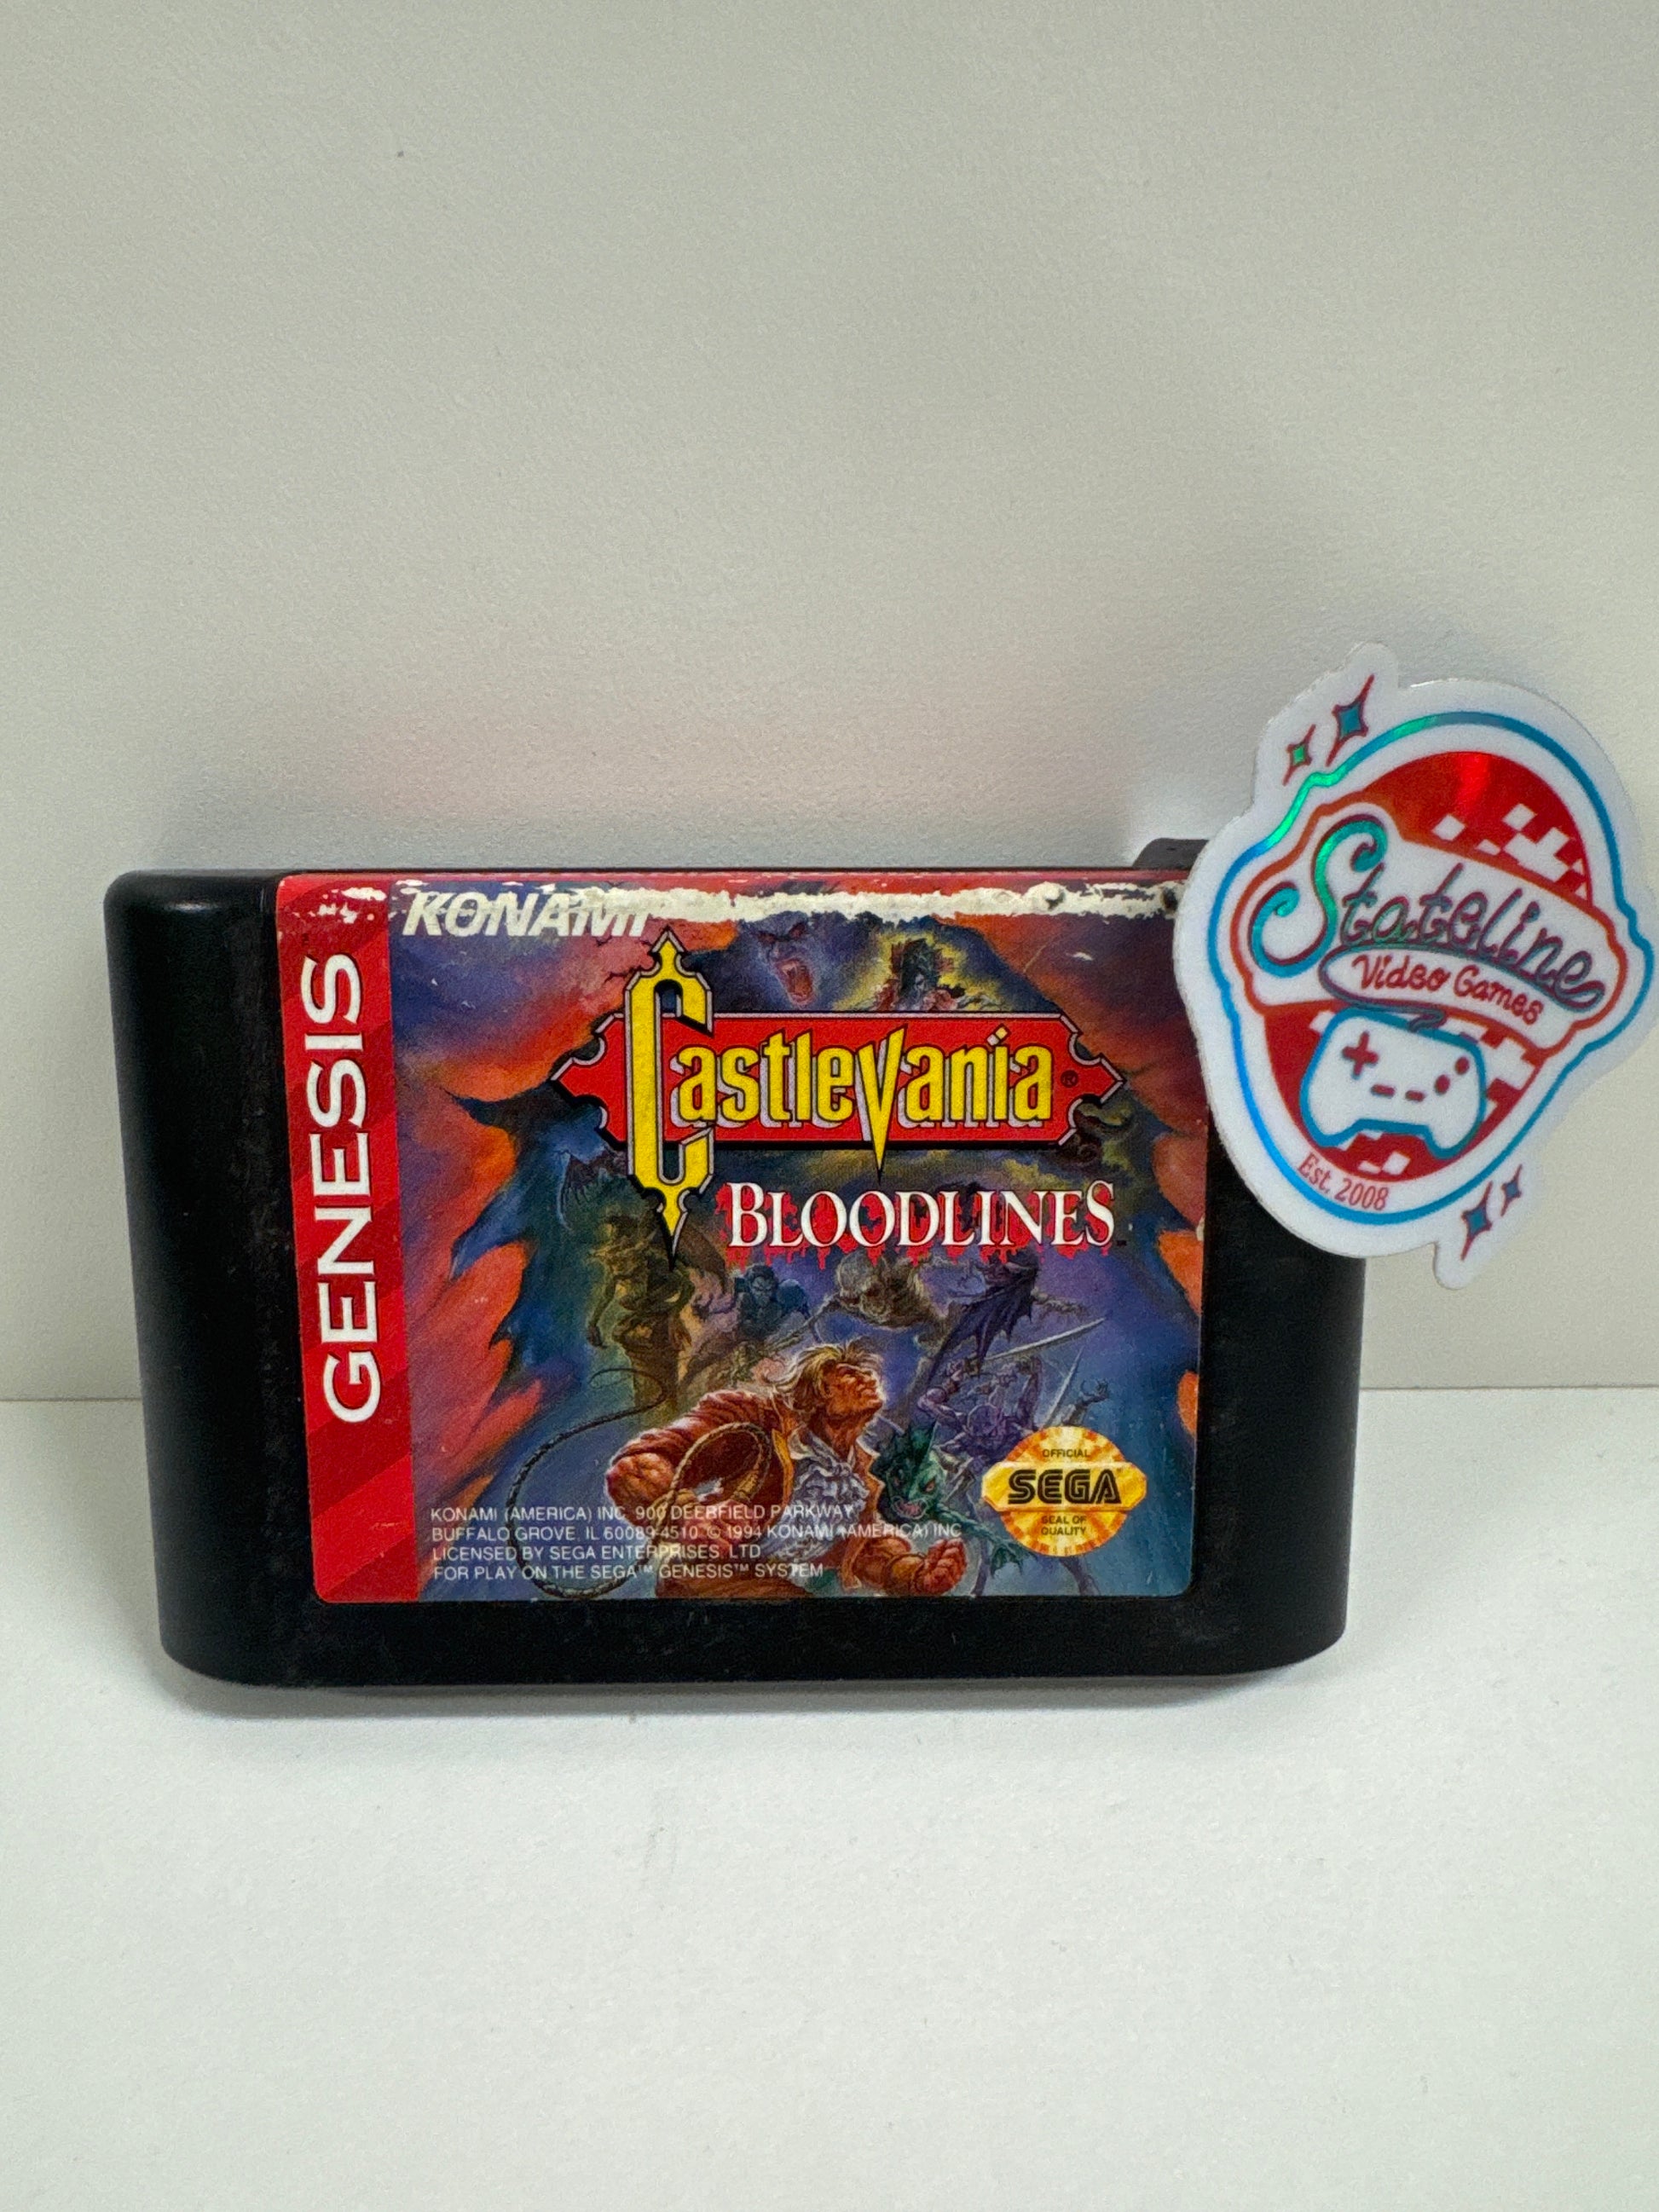 KONAMI
GENESIS
Castlevania®
BLOODLINES™
OFFICIAL
SEGA
SEAL OF
QUALITY
KONAMI (AMERICA) INC. 900 DEERFIELD PARKWAY
BUFFALO GROVE, IL 60089-4510 © 1994 KONAMI (AMERICA) INC
LICENSED BY SEGA ENTERPRISES, LTD
FOR PLAY ON THE SEGA™ GENESIS™ SYSTEM
Stateline
Video Games
Est. 2008